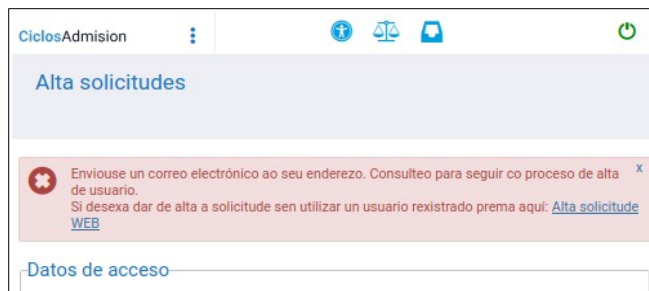 CiclosAdmision
Alta solicitudes
Enviouse un correo electrónico ao seu enderezo. Consulteo para seguir co proceso de alta
x
de usuario.
Si desexa dar de alta a solicitude sen utilizar un usuario rexistrado prema aquí: Alta solicitude
WEB
Datos de acceso